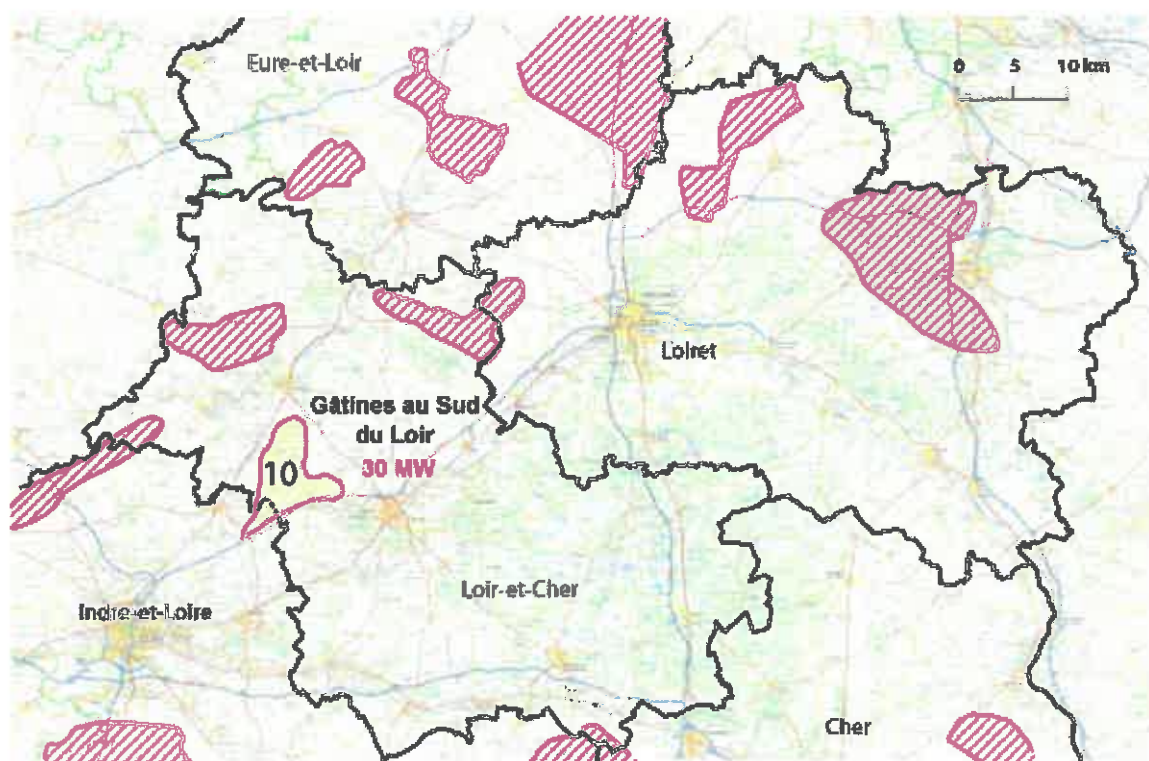 Eure-et-Loir
0 5 10 km
Loiret
Gâtines au Sud
du Loir
30 MW
10
Loir-et-Cher
Indre-et-Loire
Cher